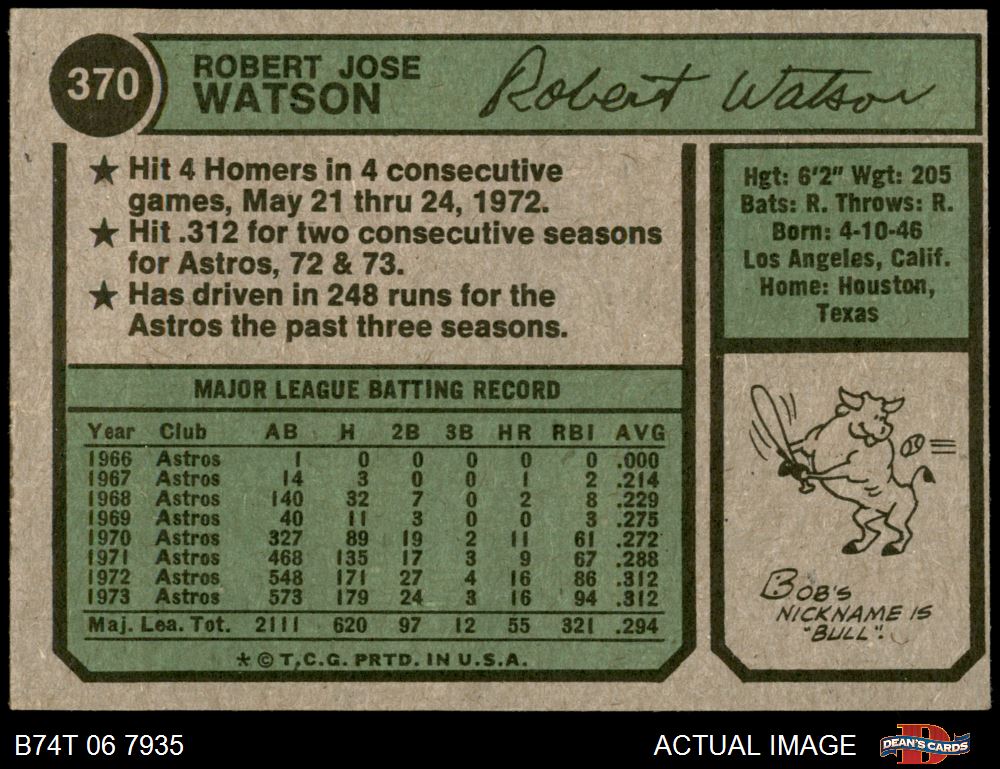 370
ROBERT JOSE
WATSON
Robert Watson
★ Hit 4 Homers in 4 consecutive
games, May 21 thru 24, 1972.
★ Hit .312 for two consecutive seasons
for Astros, 72 & 73.
★ Has driven in 248 runs for the
Astros the past three seasons.
Hgt: 6'2" Wgt: 205
Bats: R. Throws: R.
Born: 4-10-46
Los Angeles, Calif.
Home: Houston,
Texas
MAJOR LEAGUE BATTING RECORD
Year Club AB H 2B 3B HR RBI AVG
1966 Astros 1 0 0 0 0 0 .000
1967 Astros 14 3 0 0 1 2 .214
1968 Astros 140 32 7 0 2 8 .229
1969 Astros 40 11 3 0 0 3 .275
1970 Astros 327 89 19 2 11 61 .272
1971 Astros 468 135 17 3 9 67 .288
1972 Astros 548 171 27 4 16 86 .312
1973 Astros 573 179 24 3 16 94 .312
Maj. Lea. Tot. 2111 620 97 12 55 321 .294
* © T.C.G. PRTD. IN U.S.A.
BOB'S
NICKNAME IS
"BULL".
B74T 06 7935
ACTUAL IMAGE
D
DEAN'S CARDS